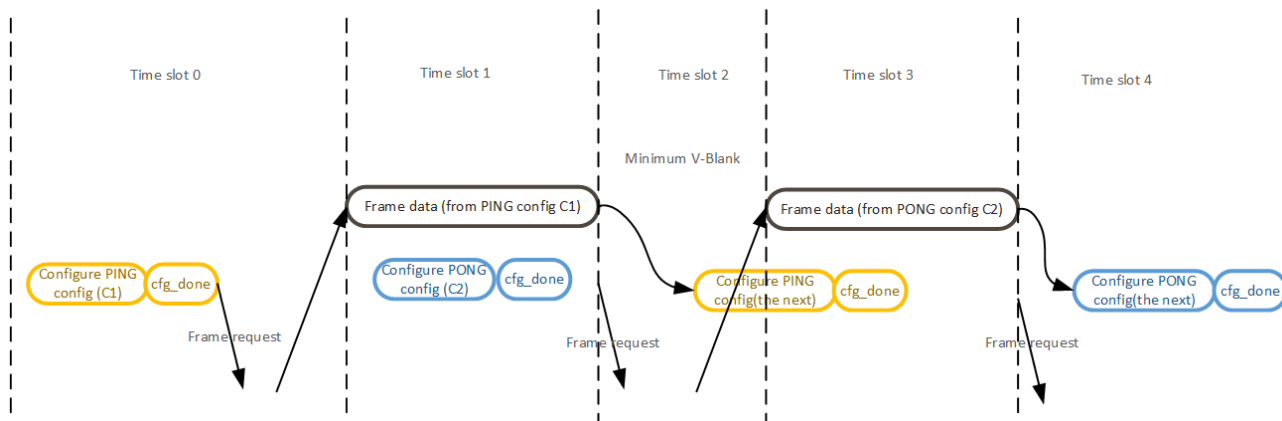 Time slot 0
Time slot 1
Time slot 2
Time slot 3
Time slot 4
Minimum V-Blank
Frame data (from PING config C1)
Frame data (from PONG config C2)
Configure PING
config (C1)
cfg_done
Configure PONG
config (C2)
cfg_done
Configure PING
config(the next)
cfg_done
Configure PONG
config(the next)
cfg_done
Frame request
Frame request
Frame request